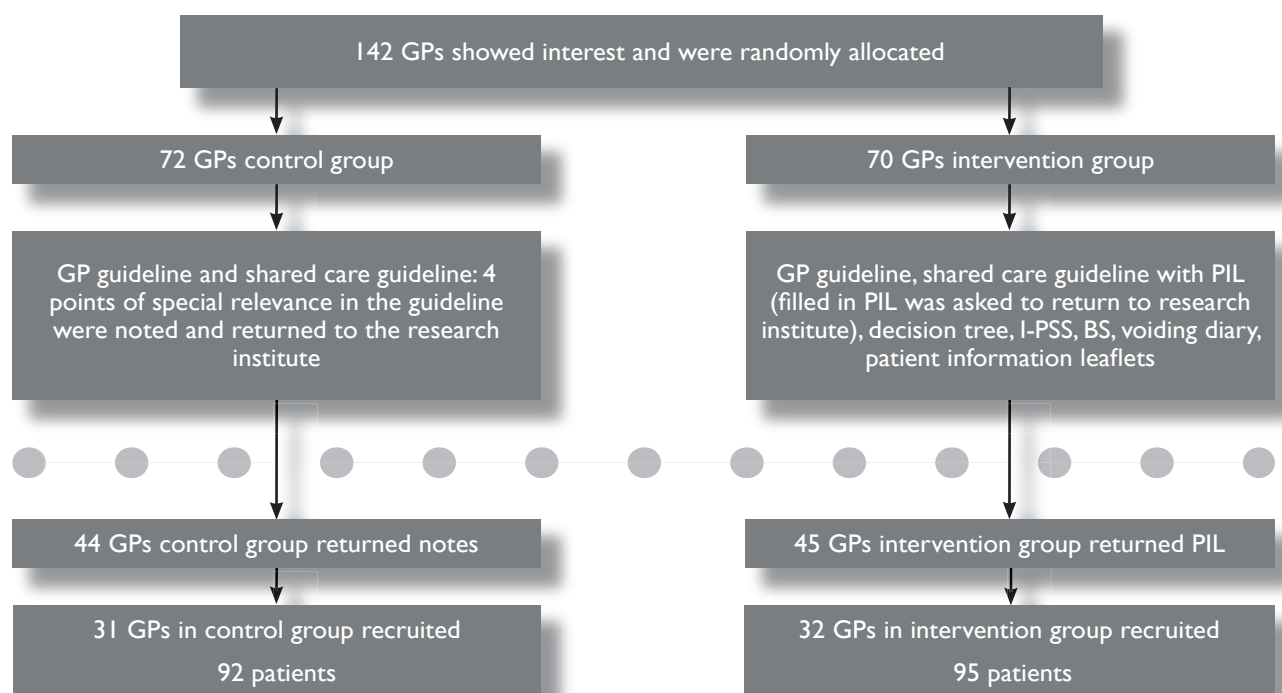 142 GPs showed interest and were randomly allocated
72 GPs control group
70 GPs intervention group
GP guideline and shared care guideline: 4
points of special relevance in the guideline
were noted and returned to the research
institute
GP guideline, shared care guideline with PIL
(filled in PIL was asked to return to research
institute), decision tree, I-PSS, BS, voiding diary,
patient information leaflets
44 GPs control group returned notes
45 GPs intervention group returned PIL
31 GPs in control group recruited
92 patients
32 GPs in intervention group recruited
95 patients